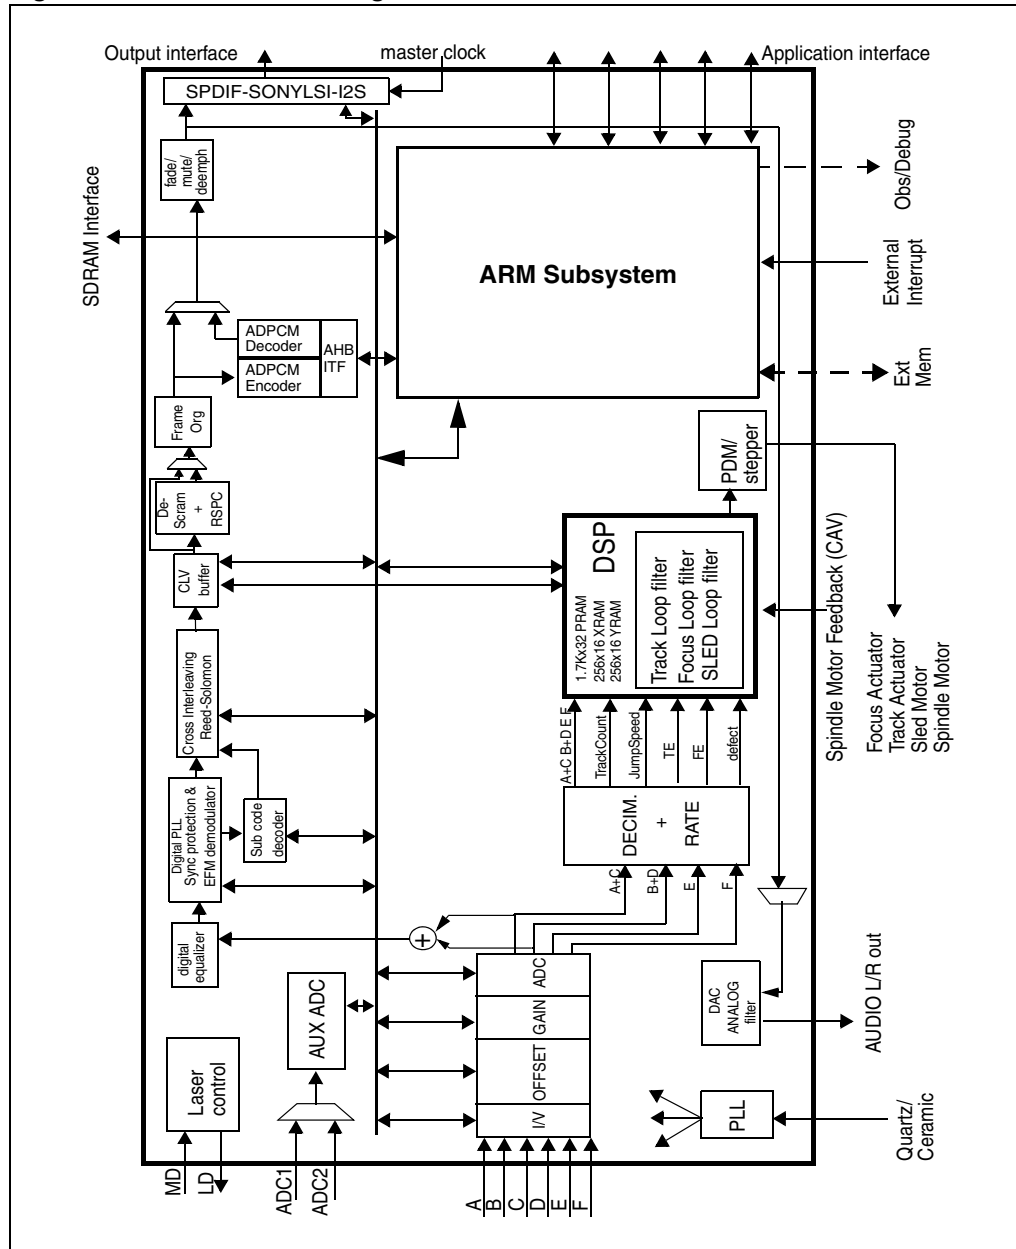 Output interface
master clock
Application interface
SPDIF-SONYLSI-I2S
fade/
mute/
deemph
SDRAM Interface
Obs/Debug
ARM Subsystem
External
Interrupt
ADPCM
Decoder
ADPCM
Encoder
AHB
ITF
Ext
Mem
Frame
Org
PDM/
stepper
De-
Scram
+
RSPC
CLV
buffer
DSP
1.7Kx32 PRAM
256x16 XRAM
256x16 YRAM
Track Loop filter
Focus Loop filter
SLED Loop filter
Spindle Motor Feedback (CAV)
Focus Actuator
Track Actuator
Sled Motor
Spindle Motor
Cross Interleaving
Reed-Solomon
A+C B+D E F
TrackCount
JumpSpeed
TE
FE
defect
Digital PLL
Sync protection &
EFM demodulator
Sub code
decoder
DECIM.
+
RATE
A+C
B+D
E
F
digital
equalizer
+
AUX ADC
ADC
GAIN
OFFSET
I/V
DAC
ANALOG
filter
AUDIO L/R out
Laser
control
PLL
Quartz/
Ceramic
MD
LD
ADC1
ADC2
A
B
C
D
E
F